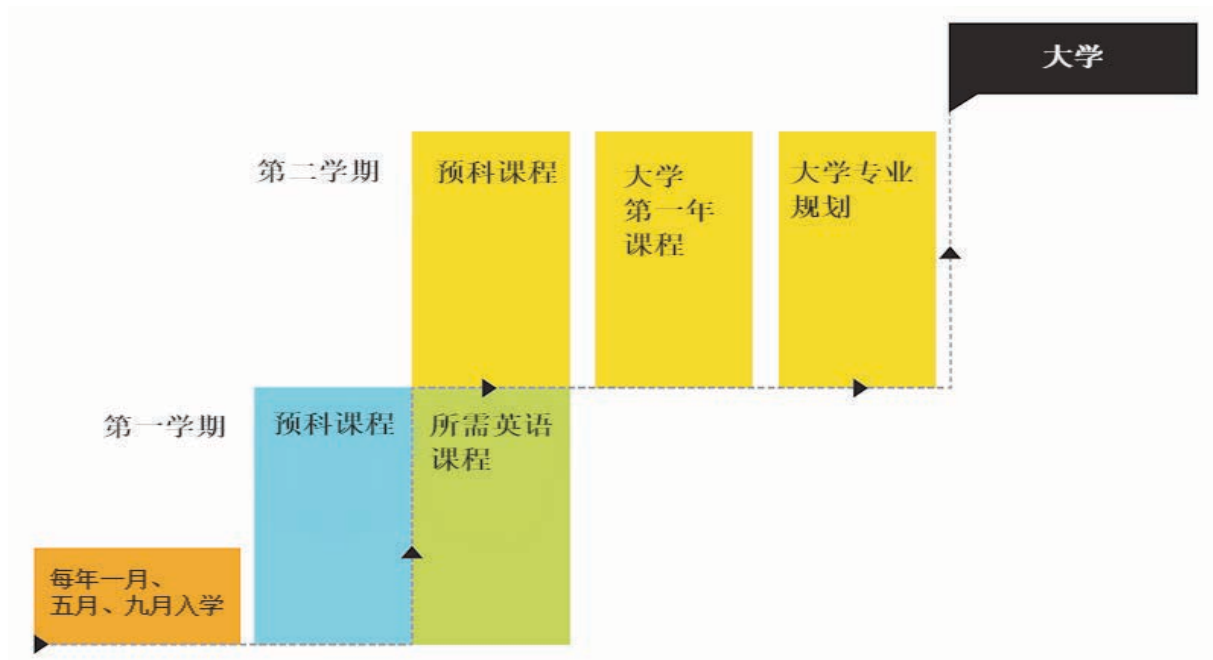 大学
第二学期
预科课程
大学
第一年
课程
大学专业
规划
第一学期
预科课程
所需英语
课程
每年一月、
五月、九月入学